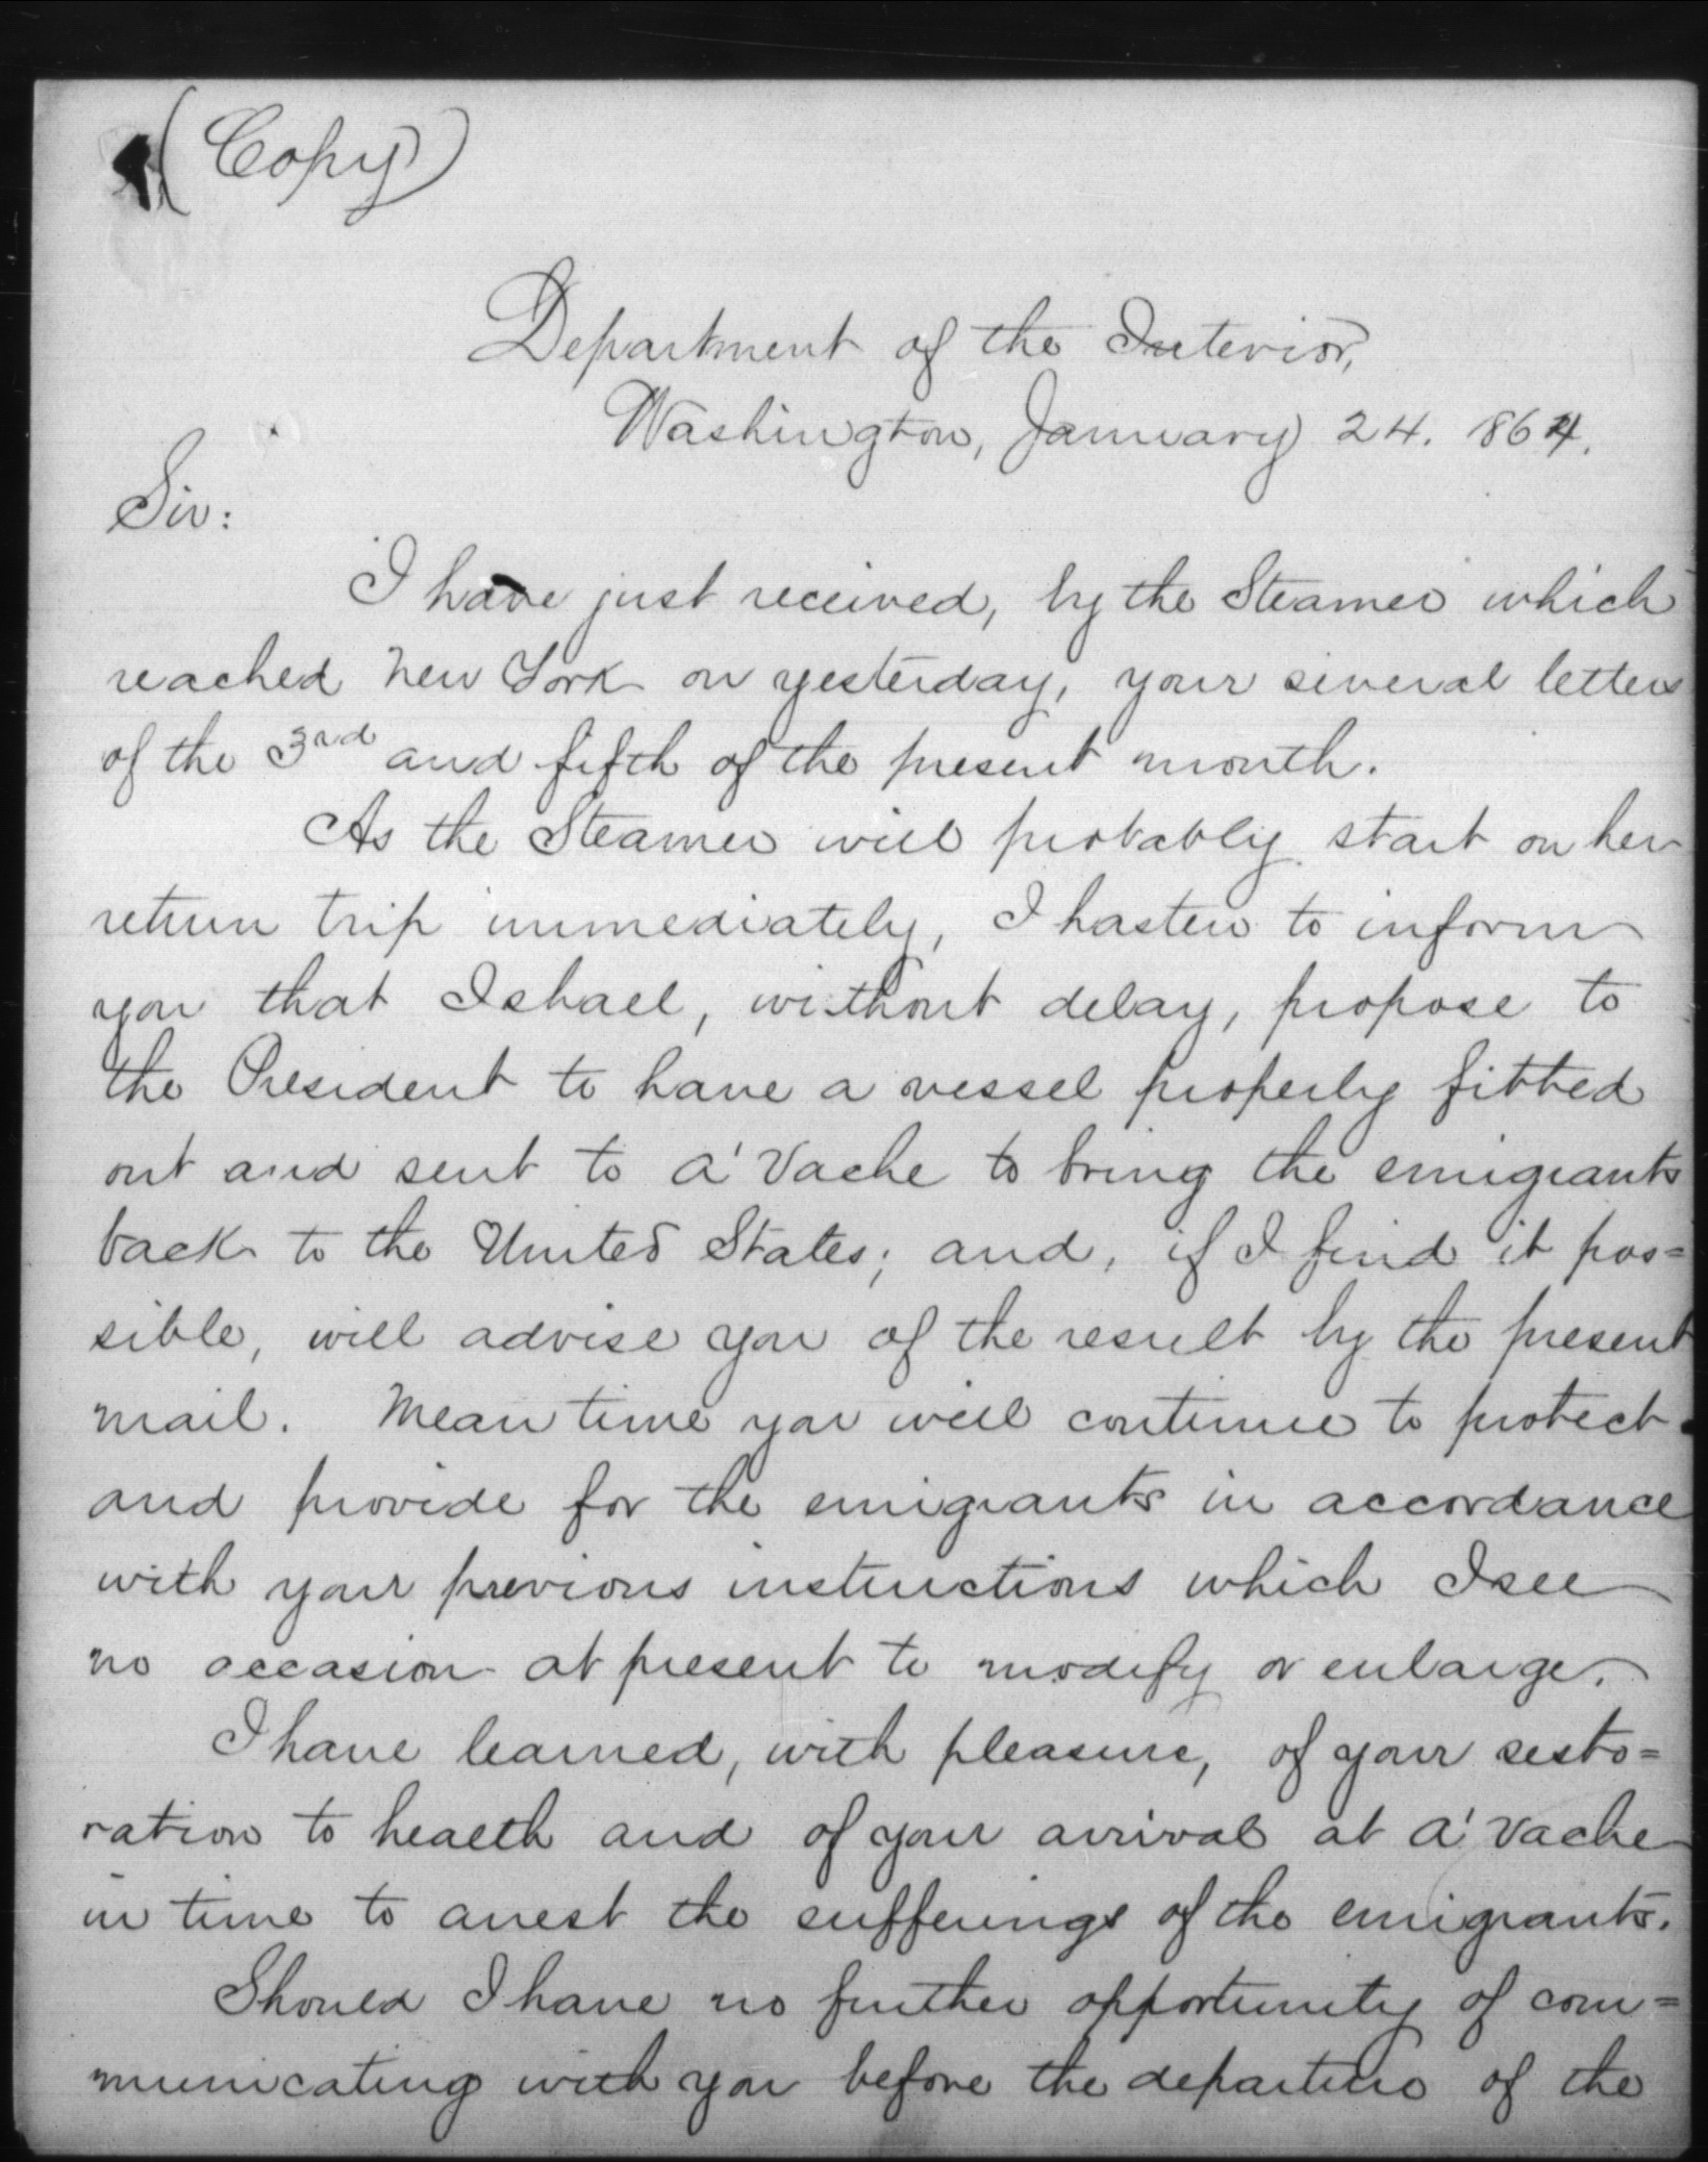 (Copy)
Department of the Interior,
Washington, January 24. 1864.
Sir:
I have just received, by the Steamer which
reached New York on yesterday, your several letters
of the 3rd and fifth of the present month.
As the Steamer will probably start on her
return trip immediately, I hasten to inform
you that I shall, without delay, propose to
the President to have a vessel properly fitted
out and sent to A'Vache to bring the emigrants
back to the United States; and, if I find it pos=
sible, will advise you of the result by the present
mail. Mean time you will continue to protect
and provide for the emigrants in accordance
with your previous instructions which I see
no occasion at present to modify or enlarge.
I have learned, with pleasure, of your resto=
ration to health and of your arrival at A'Vache
in time to arrest the sufferings of the emigrants.
Should I have no further opportunity of com=
municating with you before the departure of the